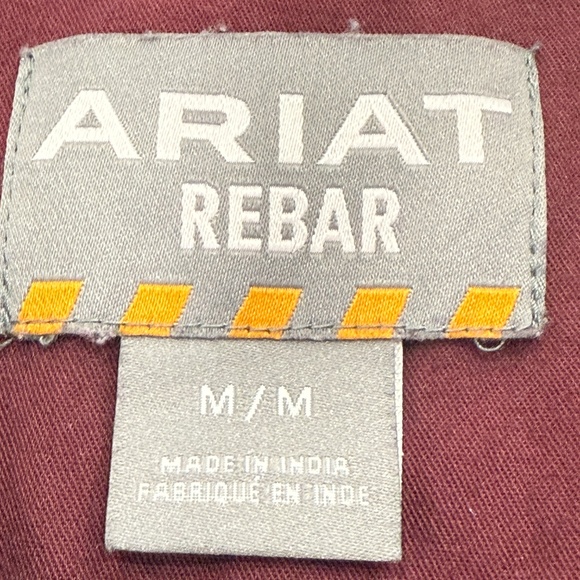 ARIAT
REBAR
M/M
MADE IN INDIA
FABRIQUÉ EN INDE